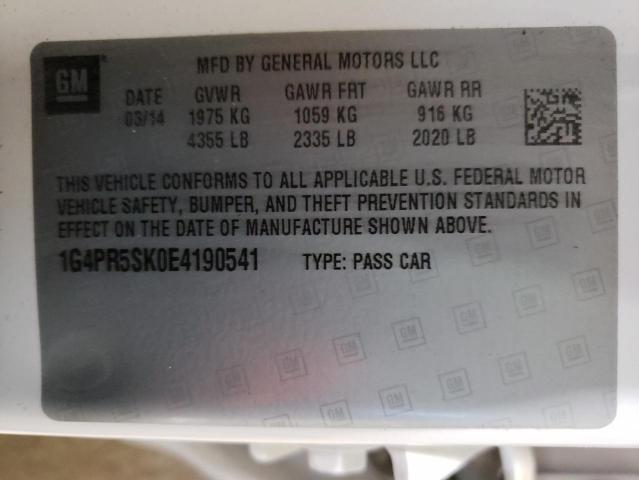 GM
MFD BY GENERAL MOTORS LLC
DATE GVWR GAWR FRT GAWR RR
03/14 1975 KG 1059 KG 916 KG
4355 LB 2335 LB 2020 LB
THIS VEHICLE CONFORMS TO ALL APPLICABLE U.S. FEDERAL MOTOR
VEHICLE SAFETY, BUMPER, AND THEFT PREVENTION STANDARDS IN
EFFECT ON THE DATE OF MANUFACTURE SHOWN ABOVE.
1G4PR5SK0E4190541 TYPE: PASS CAR